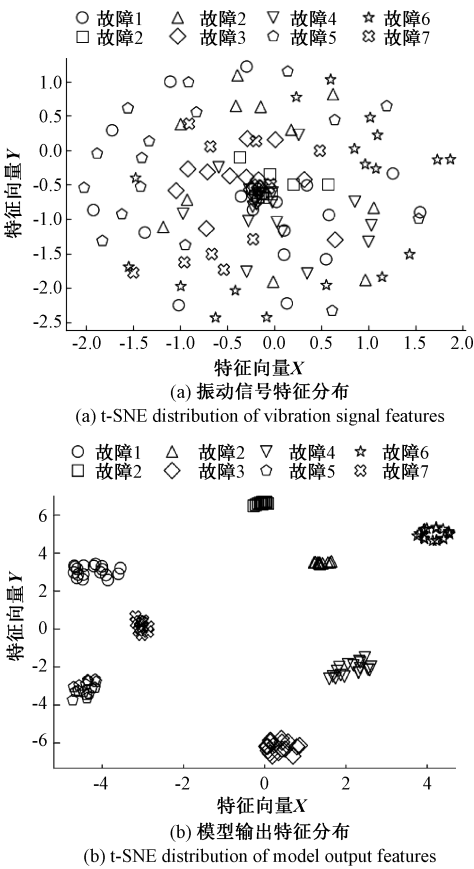 故障1 故障2 故障4 故障6
故障2 故障3 故障5 故障7
1.0
0.5
0.0
-0.5
-1.0
-1.5
-2.0
-2.5
特征向量Y
-2.0 -1.5 -1.0 -0.5 0.0 0.5 1.0 1.5 2.0
特征向量X
(a) 振动信号特征分布
(a) t-SNE distribution of vibration signal features
故障1 故障2 故障4 故障6
故障2 故障3 故障5 故障7
6
4
2
0
-2
-4
-6
特征向量Y
-4 -2 0 2 4
特征向量X
(b) 模型输出特征分布
(b) t-SNE distribution of model output features